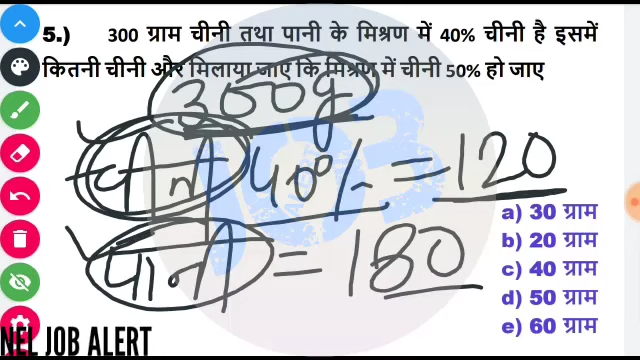 5.) 300 ग्राम चीनी तथा पानी के मिश्रण में 40% चीनी है इसमें
कितनी चीनी और मिलाया जाए कि मिश्रण में चीनी 50% हो जाए
300g
चीनी 40% = 120
पानी = 180
a) 30 ग्राम
b) 20 ग्राम
c) 40 ग्राम
d) 50 ग्राम
e) 60 ग्राम
NEL JOB ALERT